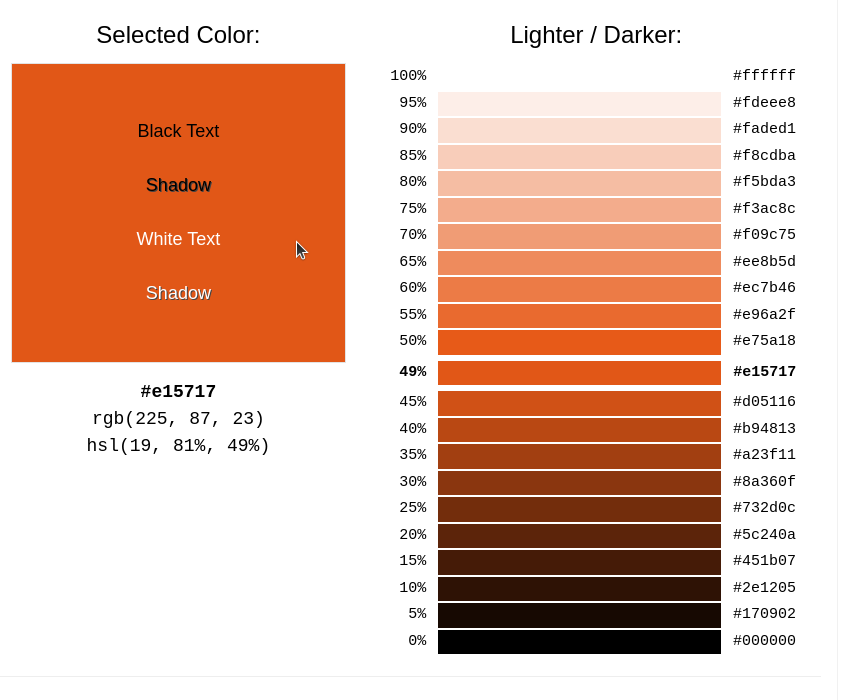 Selected Color:
Black Text
Shadow
White Text
Shadow
#e15717
rgb(225, 87, 23)
hsl(19, 81%, 49%)
Lighter / Darker:
100% #ffffff
95% #fdeee8
90% #faded1
85% #f8cdba
80% #f5bda3
75% #f3ac8c
70% #f09c75
65% #ee8b5d
60% #ec7b46
55% #e96a2f
50% #e75a18
49% #e15717
45% #d05116
40% #b94813
35% #a23f11
30% #8a360f
25% #732d0c
20% #5c240a
15% #451b07
10% #2e1205
5% #170902
0% #000000